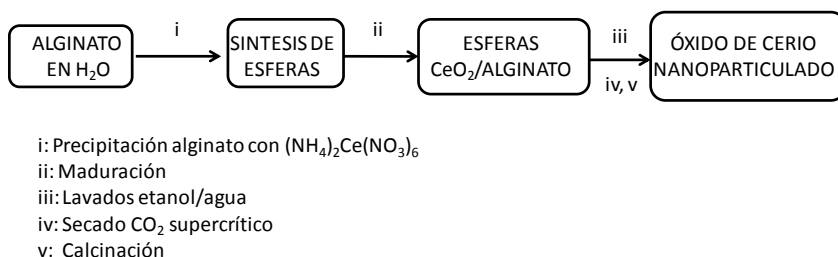 ALGINATO
EN H₂O
i
SINTESIS DE
ESFERAS
ii
ESFERAS
CeO₂/ALGINATO
iii
iv, v
ÓXIDO DE CERIO
NANOPARTICULADO
i: Precipitación alginato con (NH₄)₂Ce(NO₃)₆
ii: Maduración
iii: Lavados etanol/agua
iv: Secado CO₂ supercrítico
v: Calcinación